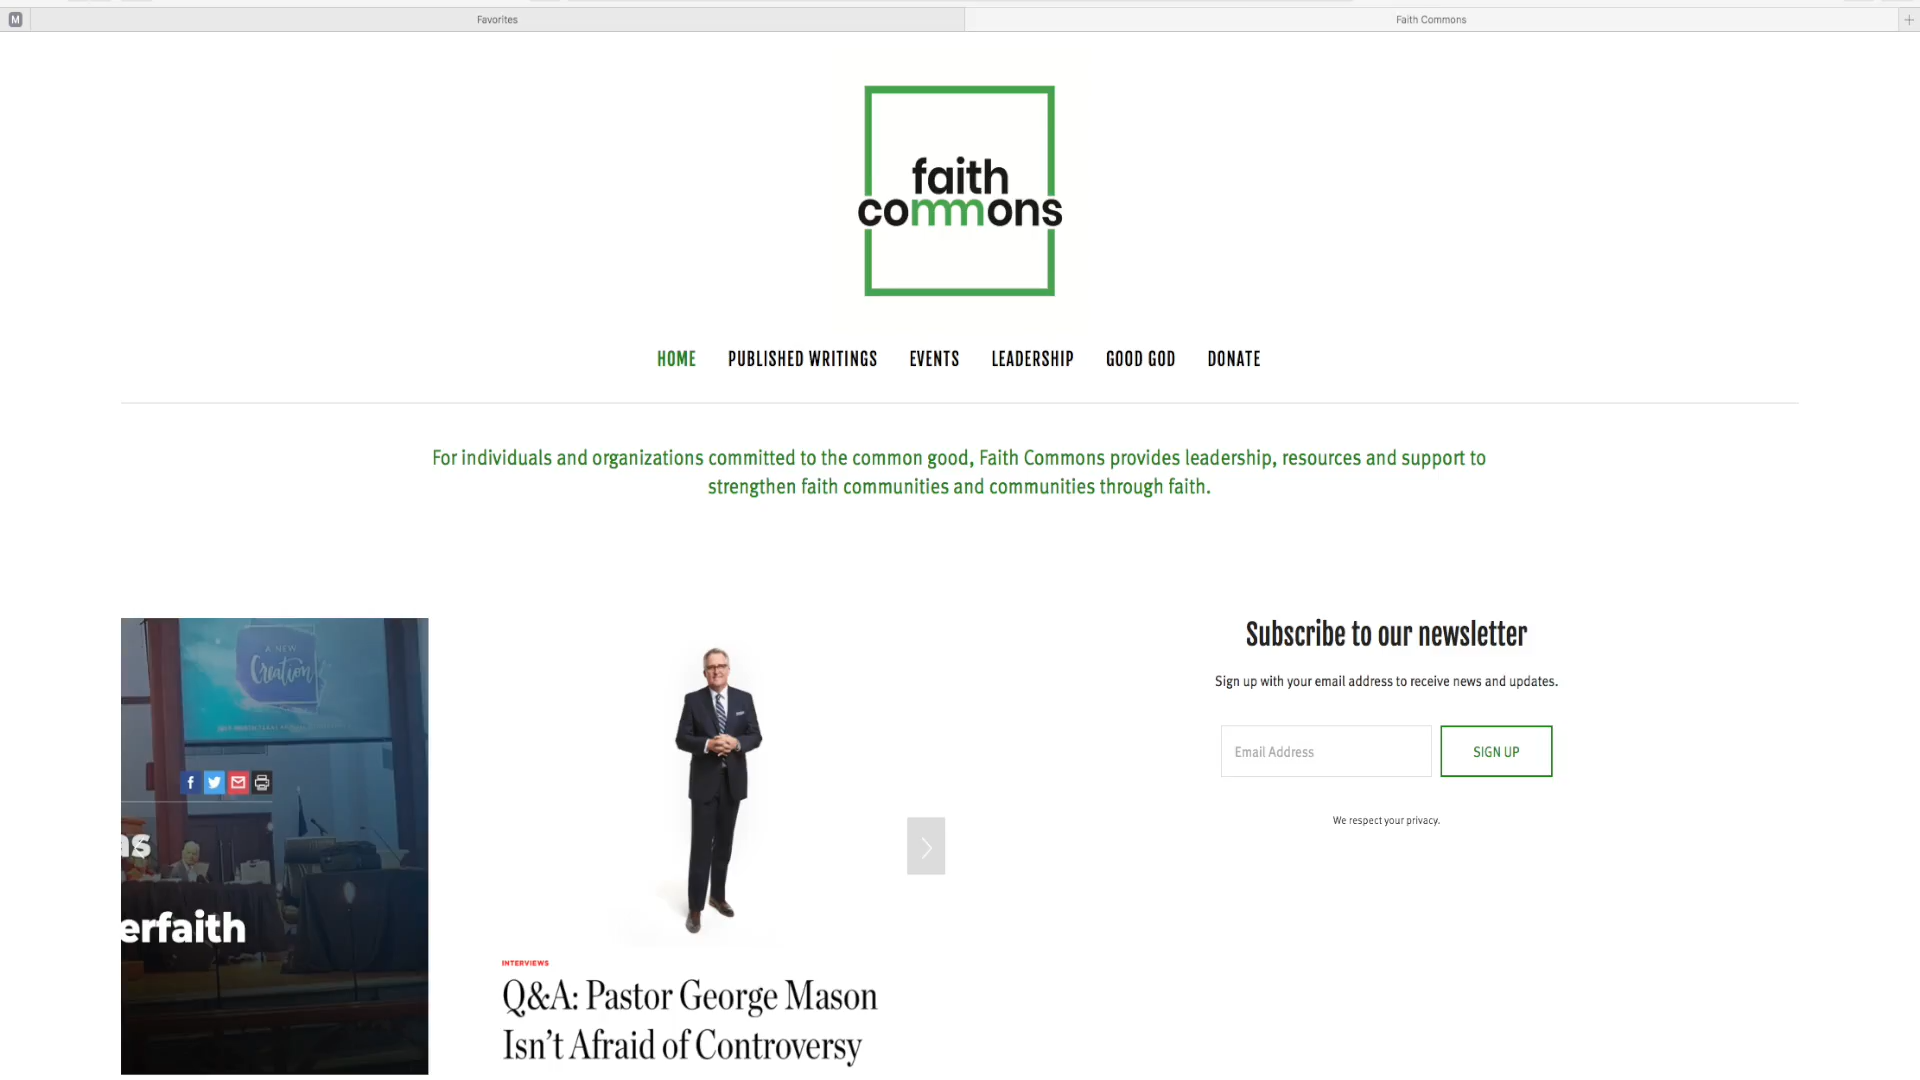 M
Favorites
Faith Commons
faith
commons
HOME
PUBLISHED WRITINGS
EVENTS
LEADERSHIP
GOOD GOD
DONATE
For individuals and organizations committed to the common good, Faith Commons provides leadership, resources and support to
strengthen faith communities and communities through faith.
A NEW
Creation
as
erfaith
INTERVIEWS
Q&A: Pastor George Mason
Isn’t Afraid of Controversy
Subscribe to our newsletter
Sign up with your email address to receive news and updates.
Email Address
SIGN UP
We respect your privacy.